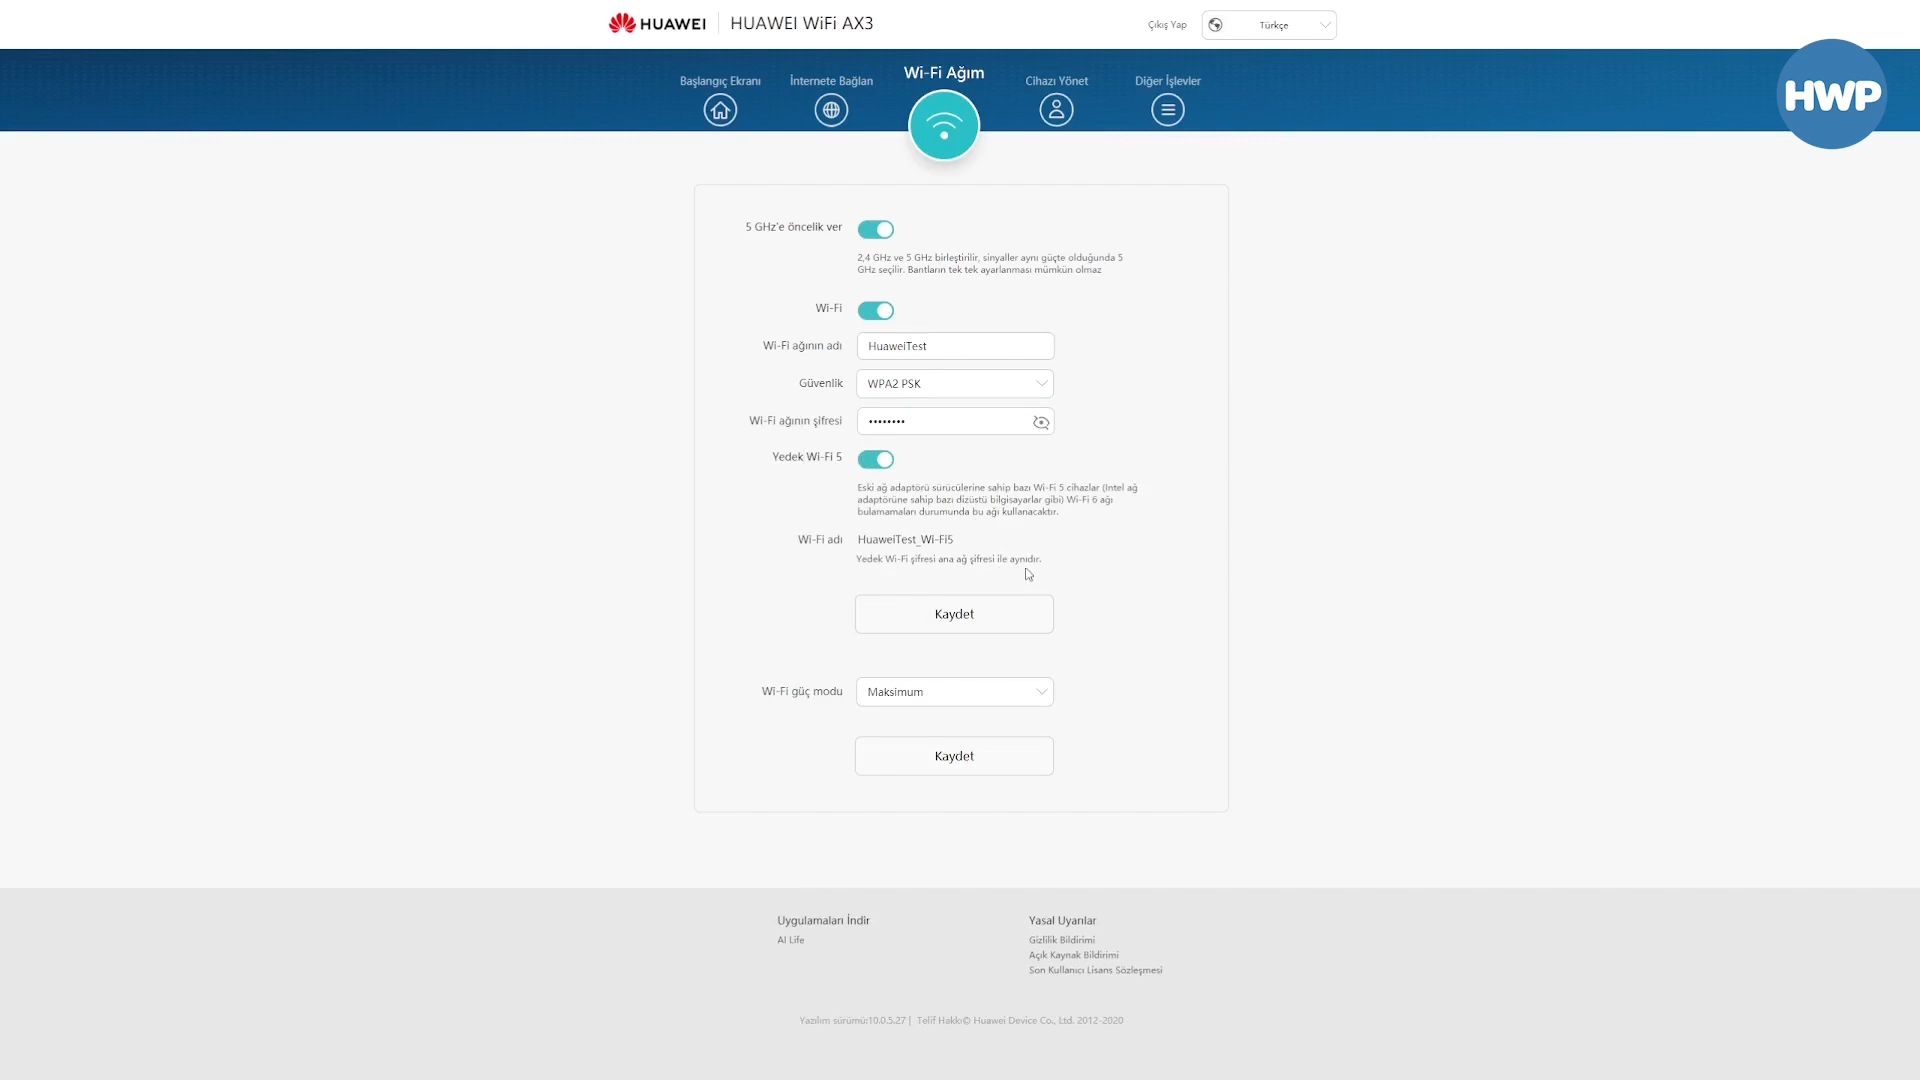 HUAWEI
HUAWEI WiFi AX3
Çıkış Yap
Türkçe
Başlangıç Ekranı
İnternete Bağlan
Wi-Fi Ağım
Cihazı Yönet
Diğer İşlevler
HWP
5 GHz'e öncelik ver
2,4 GHz ve 5 GHz birleştirilir, sinyaller aynı güçte olduğunda 5
GHz seçilir. Bantların tek tek ayarlanması mümkün olmaz
Wi-Fi
Wi-Fi ağının adı
HuaweiTest
Güvenlik
WPA2 PSK
Wi-Fi ağının şifresi
••••••••
Yedek Wi-Fi 5
Eski ağ adaptörü sürücülerine sahip bazı Wi-Fi 5 cihazlar (Intel ağ
adaptörüne sahip bazı dizüstü bilgisayarlar gibi) Wi-Fi 6 ağı
bulamamaları durumunda bu ağı kullanacaktır.
Wi-Fi adı
HuaweiTest_Wi-Fi5
Yedek Wi-Fi şifresi ana ağ şifresi ile aynıdır.
Kaydet
Wi-Fi güç modu
Maksimum
Kaydet
Uygulamaları İndir
AI Life
Yasal Uyarılar
Gizlilik Bildirimi
Açık Kaynak Bildirimi
Son Kullanıcı Lisans Sözleşmesi
Yazılım sürümü:10.0.5.27 | Telif Hakkı© Huawei Device Co., Ltd. 2012-2020